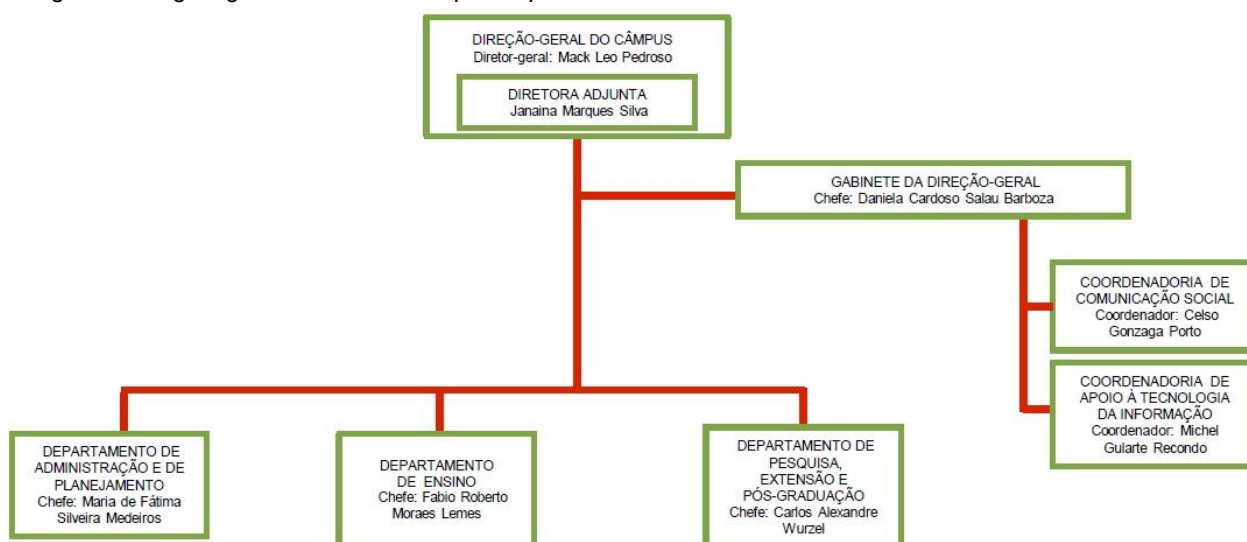 DIREÇÃO-GERAL DO CÂMPUS
Diretor-geral: Mack Leo Pedroso
DIRETORA ADJUNTA
Janaina Marques Silva
GABINETE DA DIREÇÃO-GERAL
Chefe: Daniela Cardoso Salau Barboza
COORDENADORIA DE
COMUNICAÇÃO SOCIAL
Coordenador: Celso
Gonzaga Porto
COORDENADORIA DE
APOIO À TECNOLOGIA
DA INFORMAÇÃO
Coordenador: Michel
Gularte Recondo
DEPARTAMENTO DE
ADMINISTRAÇÃO E DE
PLANEJAMENTO
Chefe: Maria de Fátima
Silveira Medeiros
DEPARTAMENTO
DE ENSINO
Chefe: Fabio Roberto
Moraes Lemes
DEPARTAMENTO DE
PESQUISA,
EXTENSÃO E
PÓS-GRADUAÇÃO
Chefe: Carlos Alexandre
Wurzel